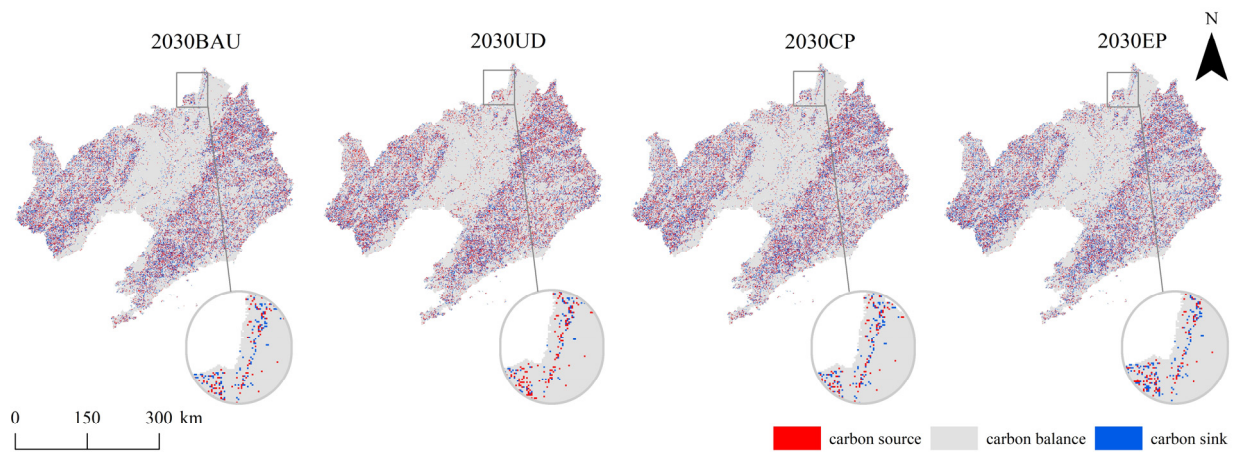 N
2030BAU
2030UD
2030CP
2030EP
0 150 300 km
carbon source
carbon balance
carbon sink